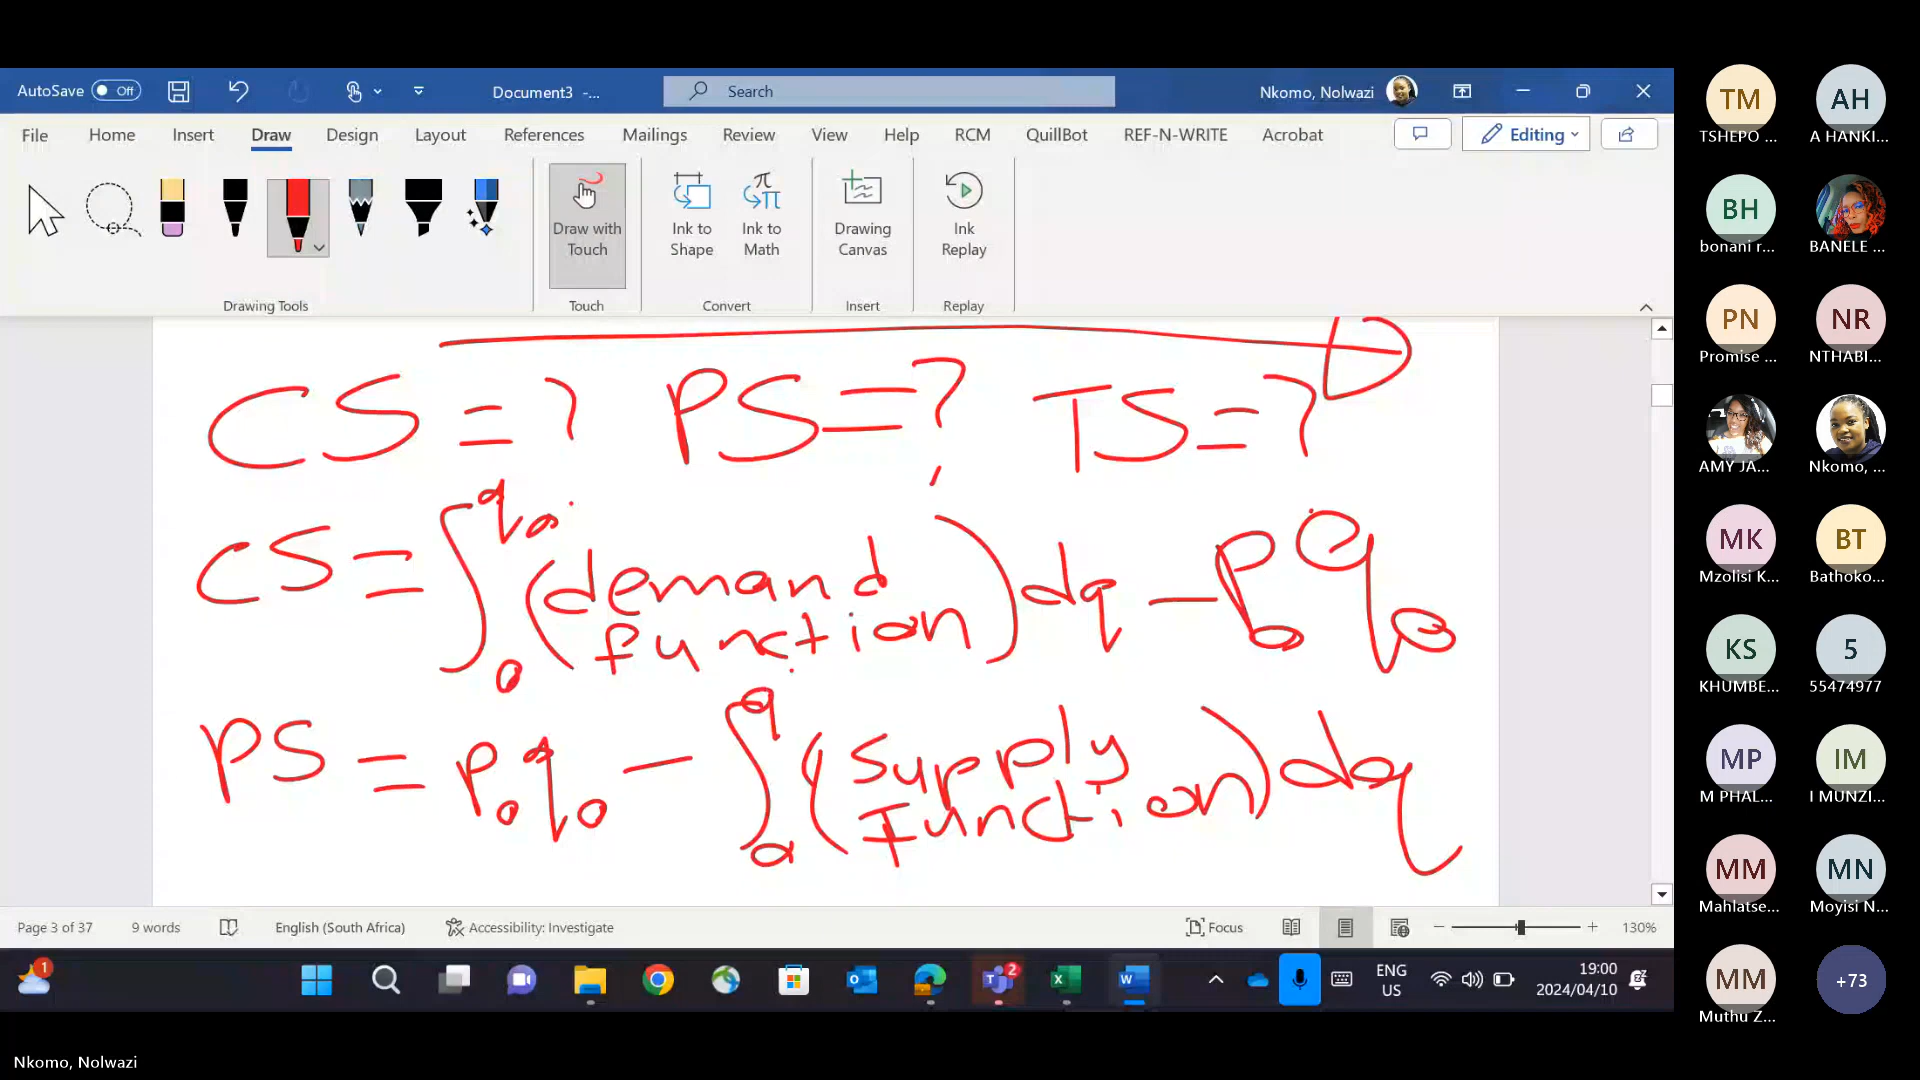 AutoSave Off Document3 -... Search Nkomo, Nolwazi
File Home Insert Draw Design Layout References Mailings Review View Help RCM QuillBot REF-N-WRITE Acrobat Editing
Draw with Touch
Ink to Shape
Ink to Math
Drawing Canvas
Ink Replay
Drawing Tools Touch Convert Insert Replay
CS = ? PS = ? TS = ?
CS = ∫₀^q₀ (demand function) dq − p₀q₀
PS = p₀q₀ − ∫₀^q (supply function) dq
Page 3 of 37 9 words English (South Africa) Accessibility: Investigate Focus 130%
1
2
ENG
US
19:00
2024/04/10
Nkomo, Nolwazi
TM AH
TSHEPO ... A HANKI...
BH
bonani r... BANELE ...
PN NR
Promise ... NTHABI...
AMY JA... Nkomo, ...
MK BT
Mzolisi K... Bathoko...
KS 5
KHUMBE... 55474977
MP IM
M PHAL... I MUNZI...
MM MN
Mahlatse... Moyisi N...
MM +73
Muthu Z...